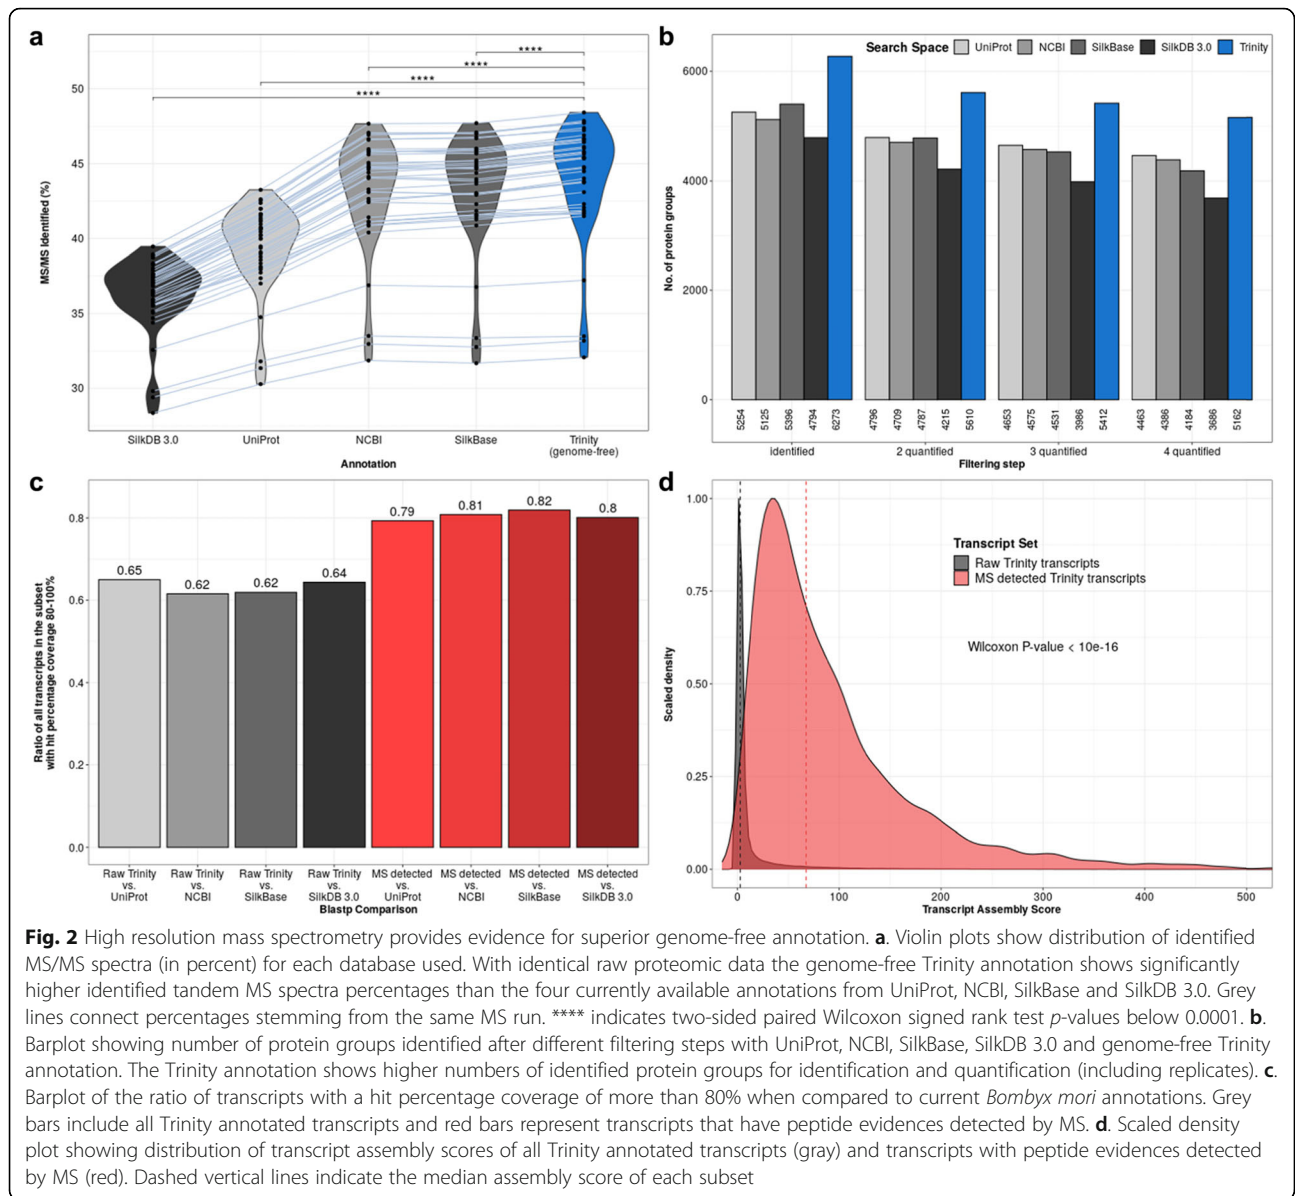 a
****
****
****
****
MS/MS Identified (%)
50
45
40
35
30
SilkDB 3.0
UniProt
NCBI
SilkBase
Trinity
(genome-free)
Annotation
b
Search Space
UniProt
NCBI
SilkBase
SilkDB 3.0
Trinity
No. of protein groups
6000
4000
2000
0
5254
5125
5396
4794
6273
4796
4709
4787
4215
5610
4653
4575
4531
3986
5412
4463
4386
4184
3686
5162
identified
2 quantified
3 quantified
4 quantified
Filtering step
c
Ratio of all transcripts in the subset
with hit percentage coverage 80-100%
0.8
0.6
0.4
0.2
0.0
0.65
0.62
0.62
0.64
0.79
0.81
0.82
0.8
Raw Trinity
vs.
UniProt
Raw Trinity
vs.
NCBI
Raw Trinity
vs.
SilkBase
Raw Trinity
vs.
SilkDB 3.0
MS detected
vs.
UniProt
MS detected
vs.
NCBI
MS detected
vs.
SilkBase
MS detected
vs.
SilkDB 3.0
Blastp Comparison
d
Scaled density
1.00
0.75
0.50
0.25
0.00
Transcript Set
Raw Trinity transcripts
MS detected Trinity transcripts
Wilcoxon P-value < 10e-16
0
100
200
300
400
500
Transcript Assembly Score
Fig. 2 High resolution mass spectrometry provides evidence for superior genome-free annotation. a. Violin plots show distribution of identified
MS/MS spectra (in percent) for each database used. With identical raw proteomic data the genome-free Trinity annotation shows significantly
higher identified tandem MS spectra percentages than the four currently available annotations from UniProt, NCBI, SilkBase and SilkDB 3.0. Grey
lines connect percentages stemming from the same MS run. **** indicates two-sided paired Wilcoxon signed rank test p-values below 0.0001. b.
Barplot showing number of protein groups identified after different filtering steps with UniProt, NCBI, SilkBase, SilkDB 3.0 and genome-free Trinity
annotation. The Trinity annotation shows higher numbers of identified protein groups for identification and quantification (including replicates). c.
Barplot of the ratio of transcripts with a hit percentage coverage of more than 80% when compared to current Bombyx mori annotations. Grey
bars include all Trinity annotated transcripts and red bars represent transcripts that have peptide evidences detected by MS. d. Scaled density
plot showing distribution of transcript assembly scores of all Trinity annotated transcripts (gray) and transcripts with peptide evidences detected
by MS (red). Dashed vertical lines indicate the median assembly score of each subset